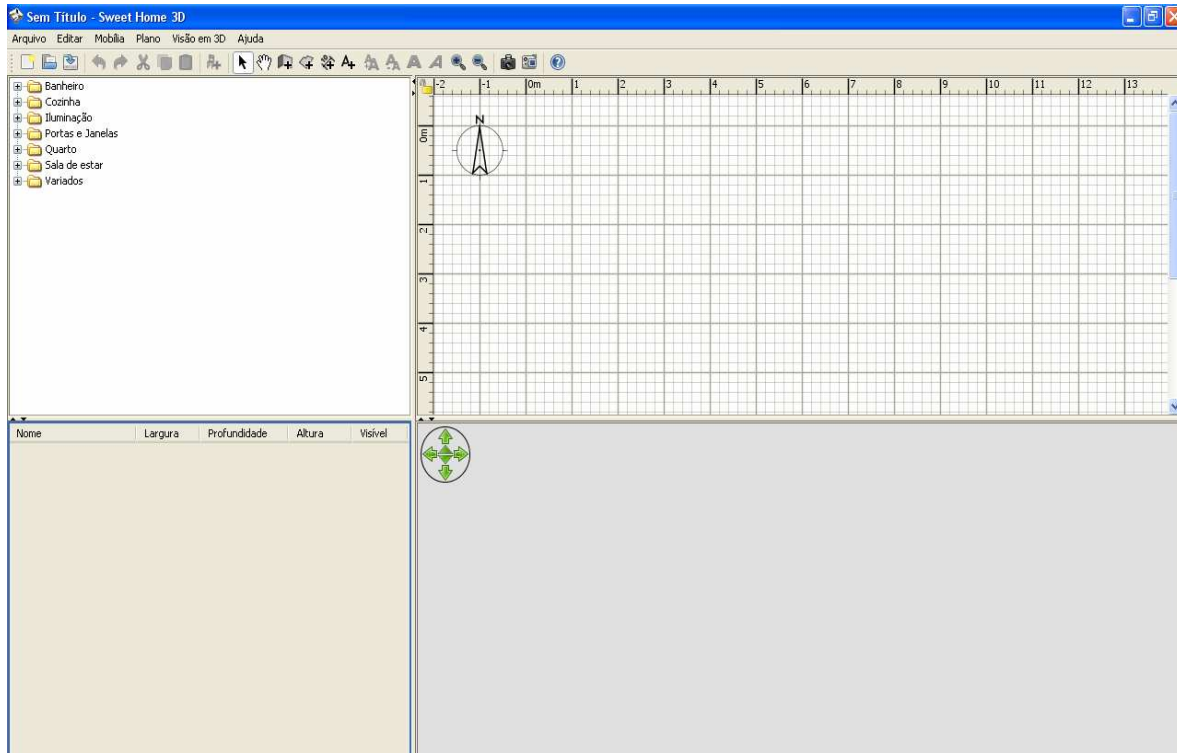 Sem Título - Sweet Home 3D
Arquivo Editar Mobília Plano Visão em 3D Ajuda
Banheiro
Cozinha
Iluminação
Portas e Janelas
Quarto
Sala de estar
Variados
-2 -1 0m 1 2 3 4 5 6 7 8 9 10 11 12 13
N
0m
1
2
3
4
5
Nome Largura Profundidade Altura Visível